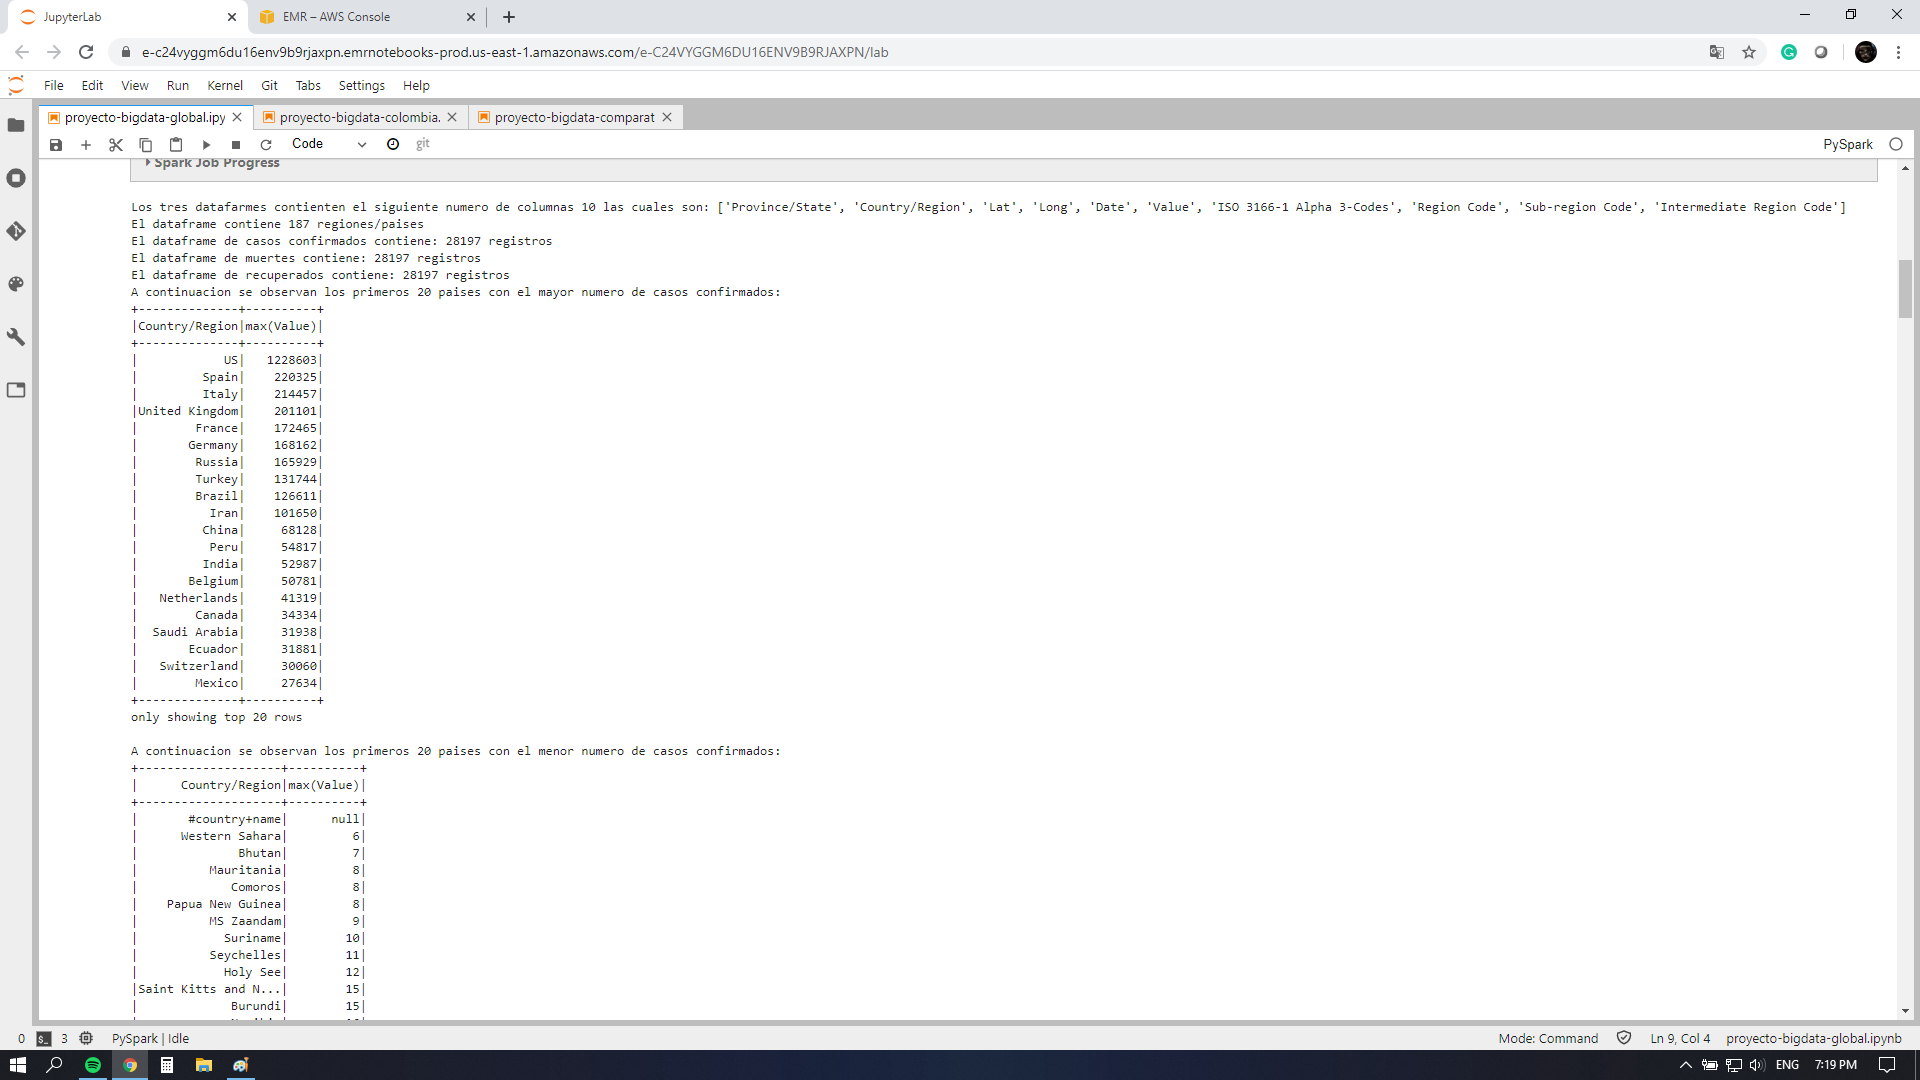 JupyterLab
EMR – AWS Console
e-c24vyggm6du16env9b9rjaxpn.emrnotebooks-prod.us-east-1.amazonaws.com/e-C24VYGGM6DU16ENV9B9RJAXPN/lab
File Edit View Run Kernel Git Tabs Settings Help
proyecto-bigdata-global.ipy proyecto-bigdata-colombia. proyecto-bigdata-comparat
Code git PySpark
Spark Job Progress
Los tres datafarmes contienten el siguiente numero de columnas 10 las cuales son: ['Province/State', 'Country/Region', 'Lat', 'Long', 'Date', 'Value', 'ISO 3166-1 Alpha 3-Codes', 'Region Code', 'Sub-region Code', 'Intermediate Region Code']
El dataframe contiene 187 regiones/paises
El dataframe de casos confirmados contiene: 28197 registros
El dataframe de muertes contiene: 28197 registros
El dataframe de recuperados contiene: 28197 registros
A continuacion se observan los primeros 20 paises con el mayor numero de casos confirmados:
+--------------+----------+
|Country/Region|max(Value)|
+--------------+----------+
|            US|   1228603|
|         Spain|    220325|
|         Italy|    214457|
|United Kingdom|    201101|
|        France|    172465|
|       Germany|    168162|
|        Russia|    165929|
|        Turkey|    131744|
|        Brazil|    126611|
|          Iran|    101650|
|         China|     68128|
|          Peru|     54817|
|         India|     52987|
|       Belgium|     50781|
|   Netherlands|     41319|
|        Canada|     34334|
|  Saudi Arabia|     31938|
|       Ecuador|     31881|
|   Switzerland|     30060|
|        Mexico|     27634|
+--------------+----------+
only showing top 20 rows
A continuacion se observan los primeros 20 paises con el menor numero de casos confirmados:
+--------------------+----------+
|      Country/Region|max(Value)|
+--------------------+----------+
|       #country+name|      null|
|      Western Sahara|         6|
|              Bhutan|         7|
|          Mauritania|         8|
|             Comoros|         8|
|    Papua New Guinea|         8|
|          MS Zaandam|         9|
|            Suriname|        10|
|          Seychelles|        11|
|            Holy See|        12|
|Saint Kitts and N...|        15|
|             Burundi|        15|
0 $_ 3 PySpark | Idle Mode: Command Ln 9, Col 4 proyecto-bigdata-global.ipynb
ENG 7:19 PM